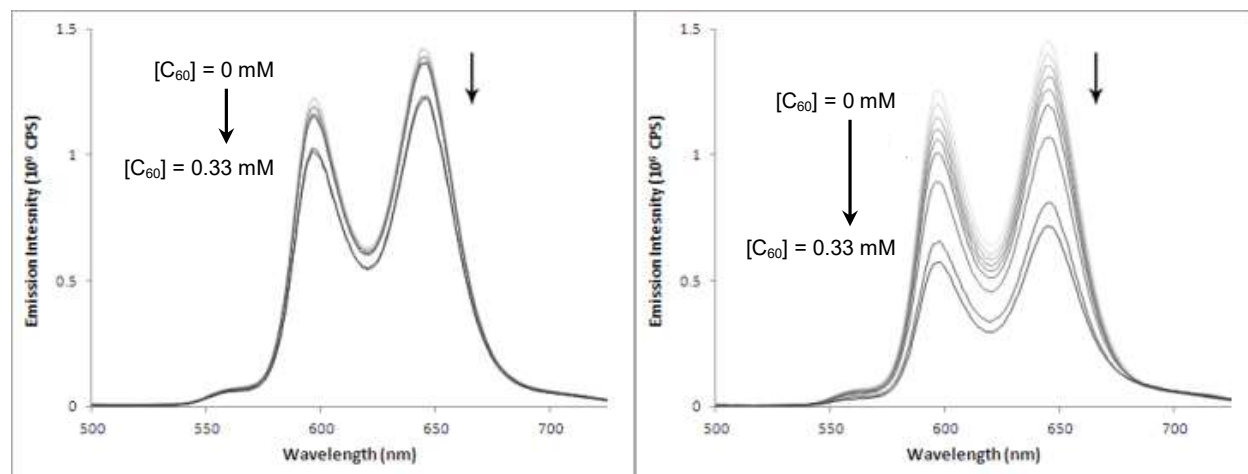 1.5
1
0.5
0
500
550
600
650
700
Wavelength (nm)
Emission Intesnity (10⁶ CPS)
[C₆₀] = 0 mM
[C₆₀] = 0.33 mM
1.5
1
0.5
0
500
550
600
650
700
Wavelength (nm)
Emission Intesnity (10⁶ CPS)
[C₆₀] = 0 mM
[C₆₀] = 0.33 mM